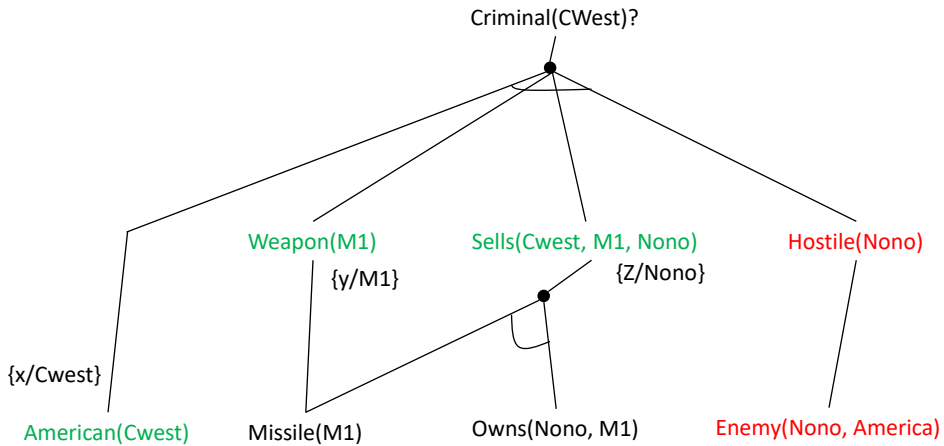 Criminal(CWest)?
Weapon(M1)
Sells(Cwest, M1, Nono)
Hostile(Nono)
{y/M1}
{Z/Nono}
{x/Cwest}
American(Cwest)
Missile(M1)
Owns(Nono, M1)
Enemy(Nono, America)